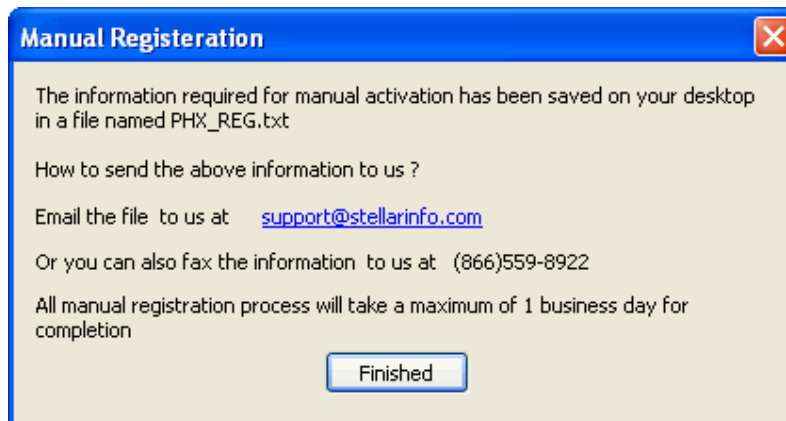 Manual Registeration
The information required for manual activation has been saved on your desktop
in a file named PHX_REG.txt
How to send the above information to us ?
Email the file  to us at support@stellarinfo.com
Or you can also fax the information  to us at  (866)559-8922
All manual registration process will take a maximum of 1 business day for
completion
Finished